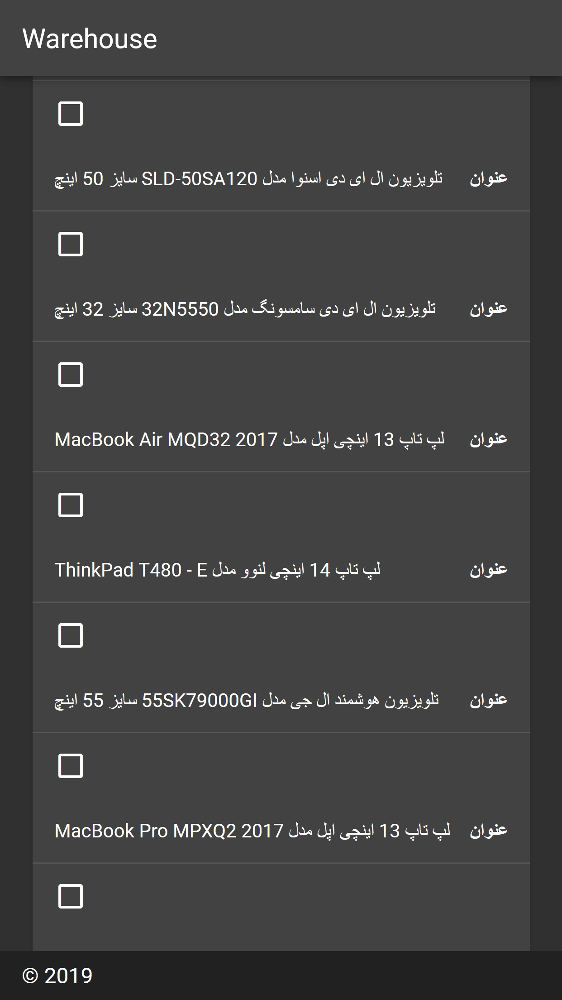 Warehouse
عنوان تلویزیون ال ای دی اسنوا مدل SLD-50SA120 سایز 50 اینچ
عنوان تلویزیون ال ای دی سامسونگ مدل 32N5550 سایز 32 اینچ
عنوان لپ تاپ 13 اینچی اپل مدل MacBook Air MQD32 2017
عنوان لپ تاپ 14 اینچی لنوو مدل ThinkPad T480 - E
عنوان تلویزیون هوشمند ال جی مدل 55SK79000GI سایز 55 اینچ
عنوان لپ تاپ 13 اینچی اپل مدل MacBook Pro MPXQ2 2017
© 2019